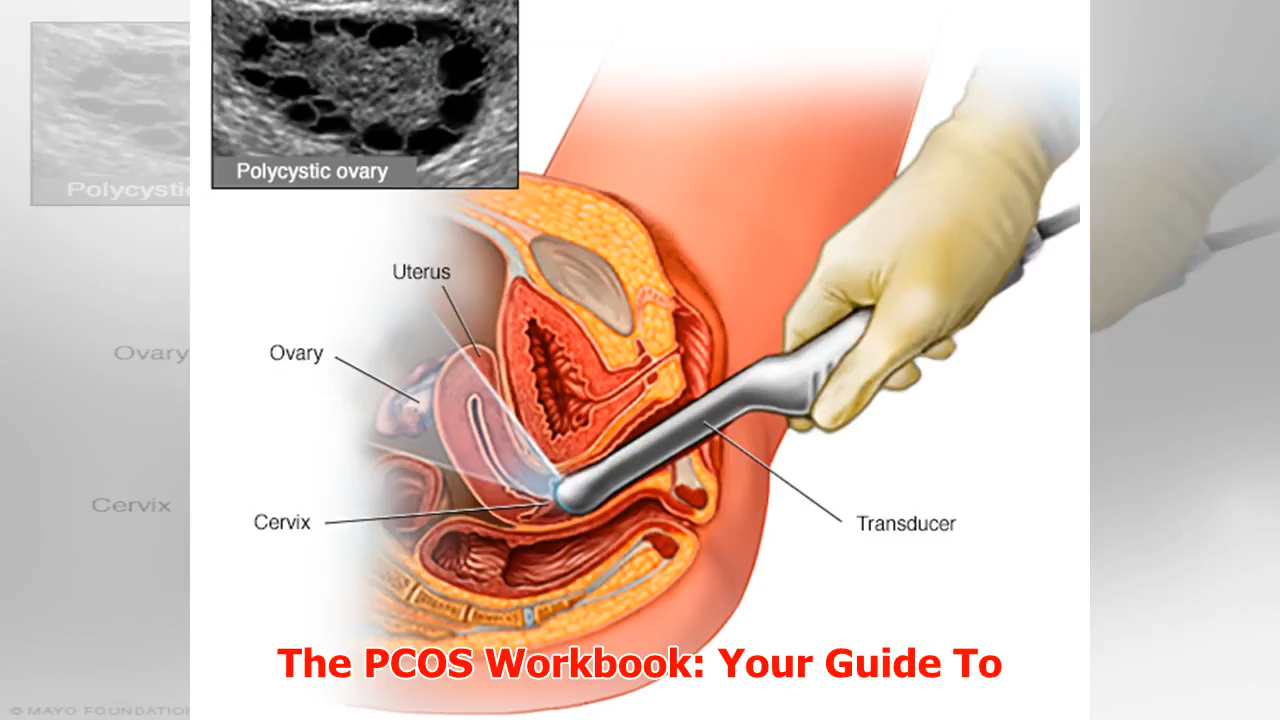 Polycystic ovary
Polycystic
Uterus
Ovary
Ovary
Cervix
Cervix
Transducer
The PCOS Workbook: Your Guide To
© MAYO FOUNDATION